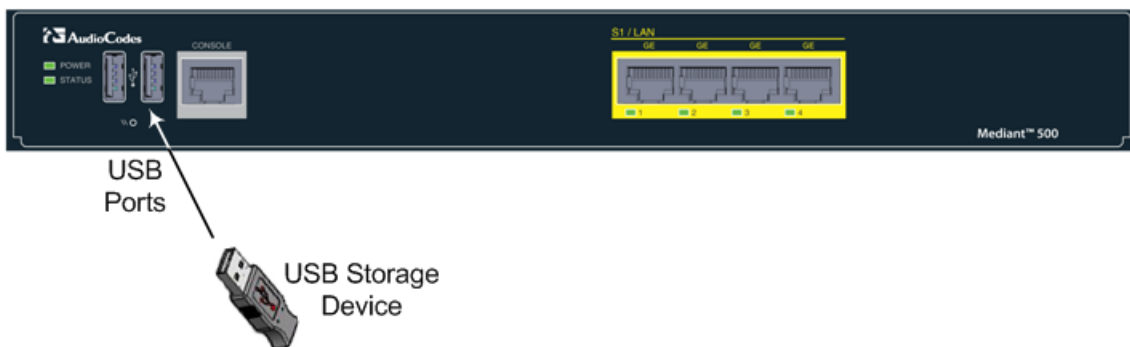 AudioCodes
POWER
STATUS
CONSOLE
S1 / LAN
GE GE GE GE
1 2 3 4
Mediant™ 500
USB
Ports
USB Storage
Device